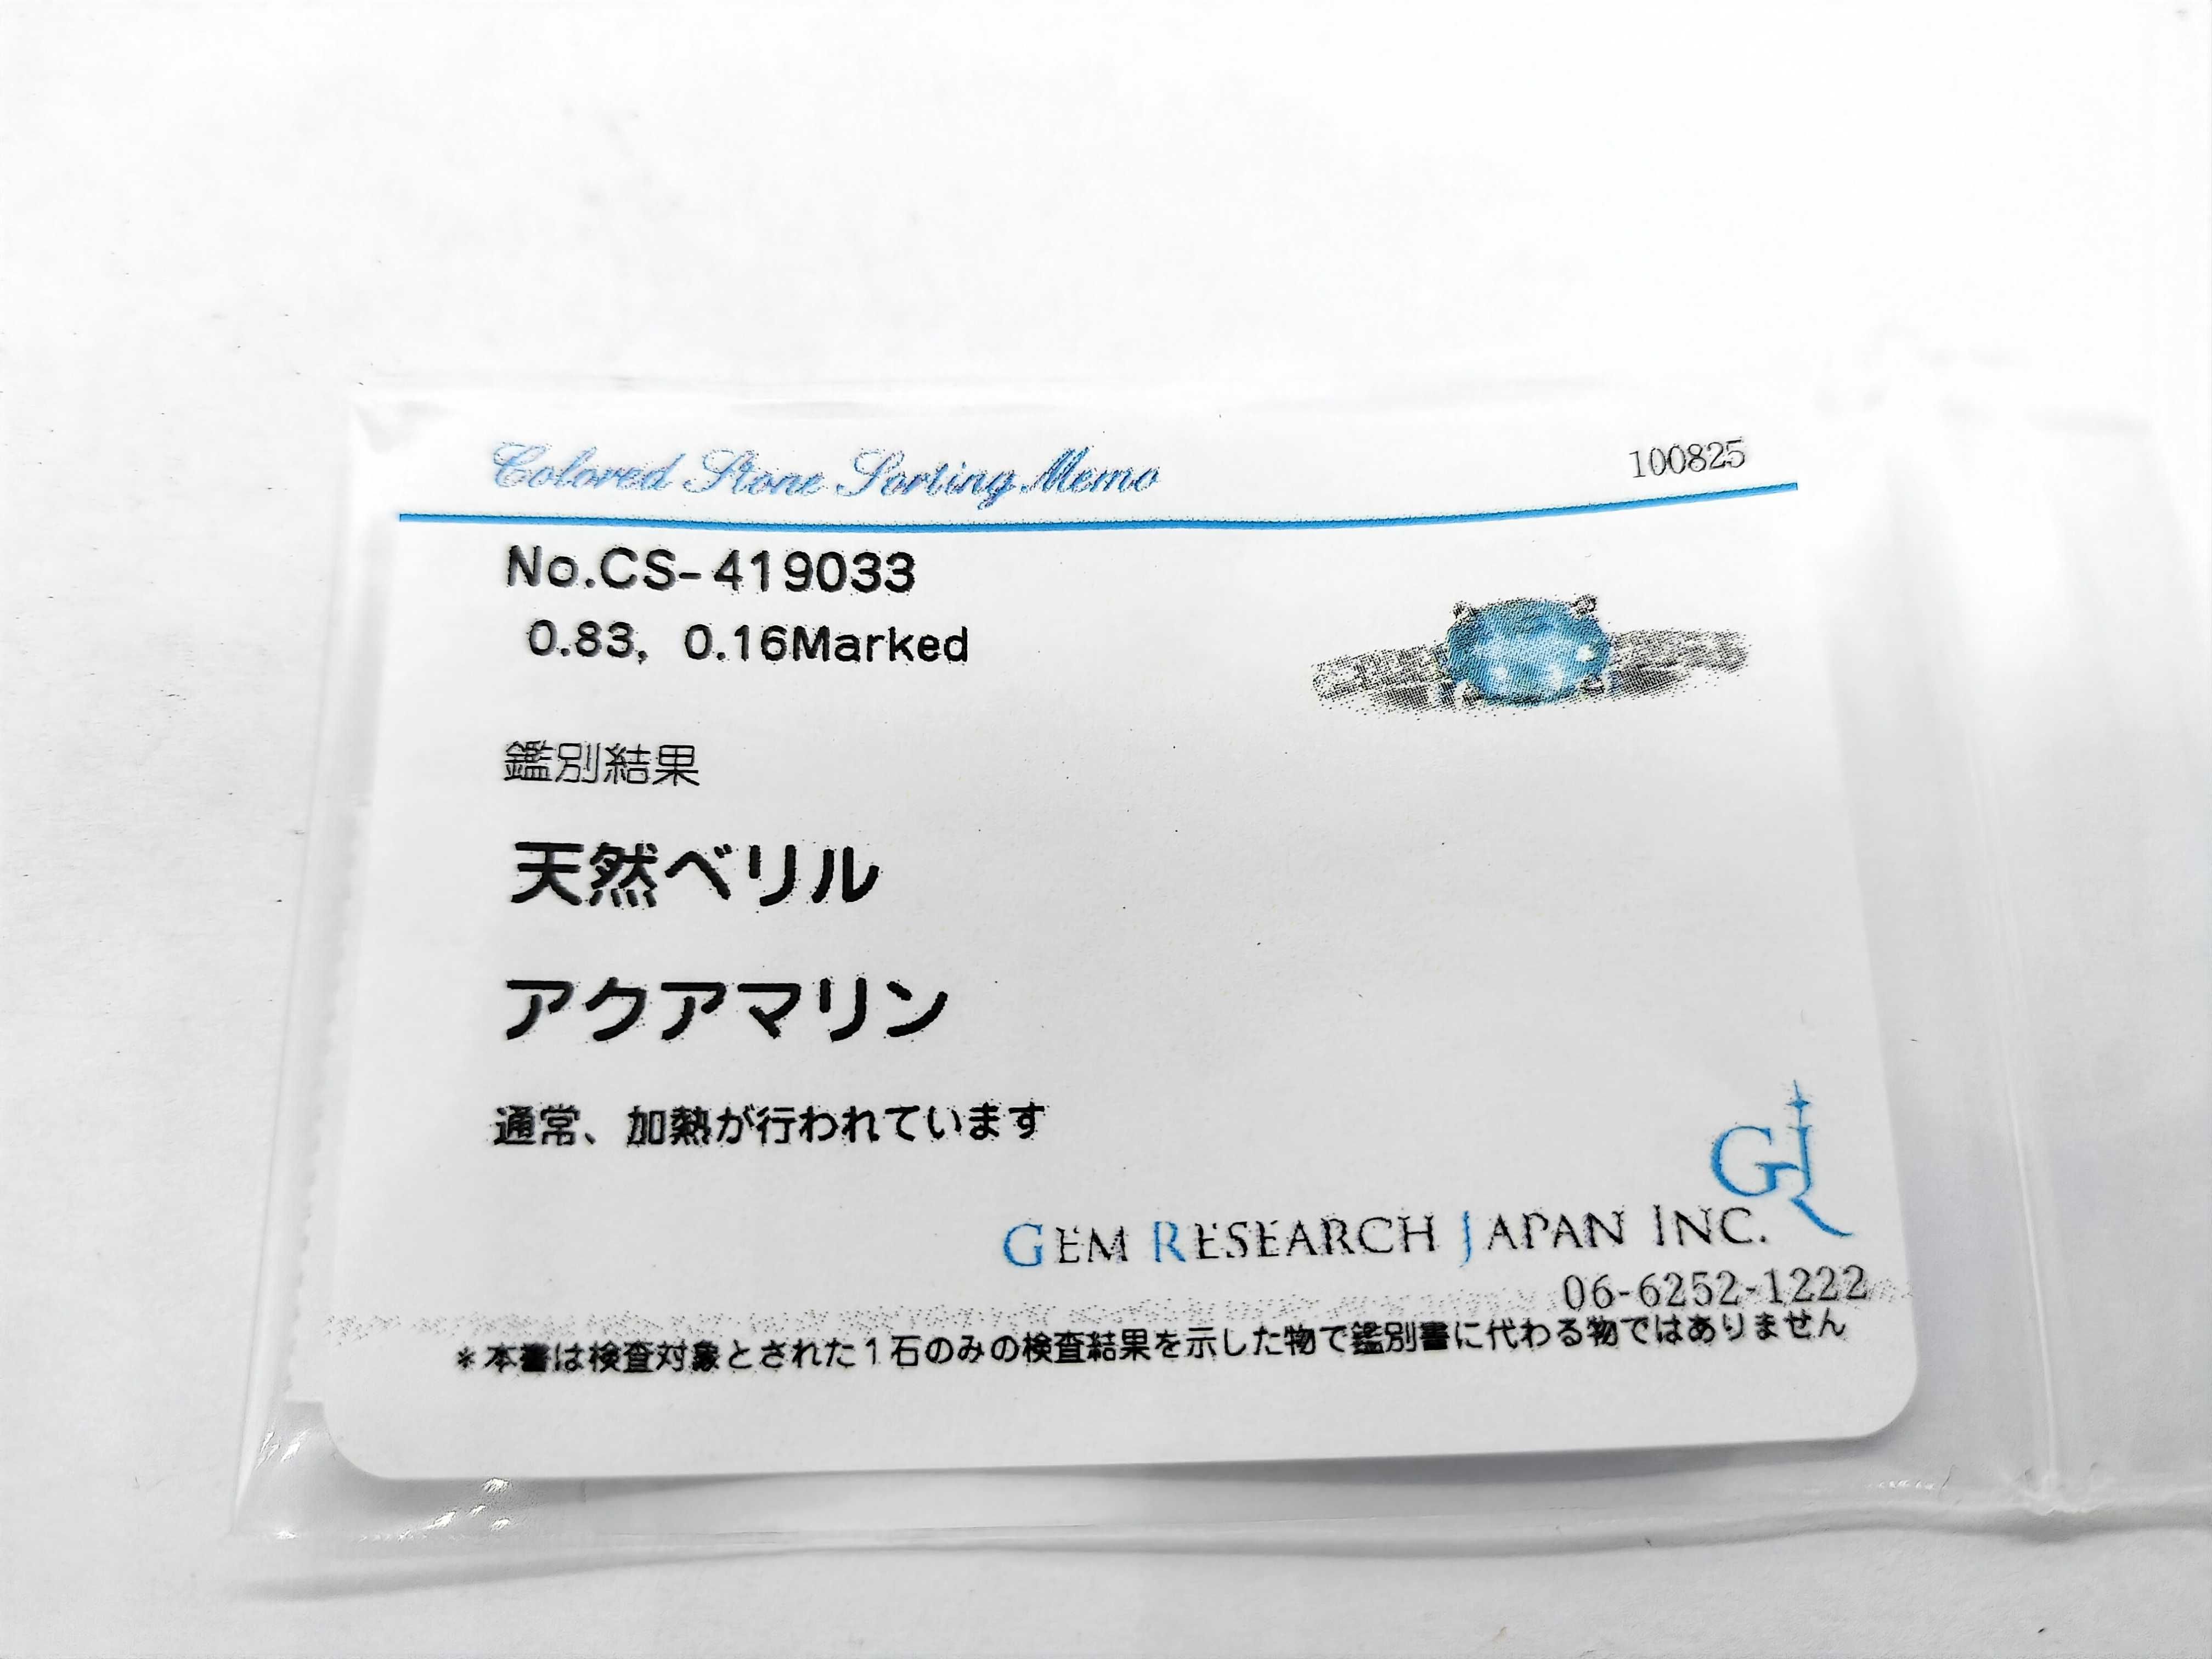 Colored Stone Sorting Memo
100825
No.CS-419033
0.83, 0.16Marked
鑑別結果
天然ベリル
アクアマリン
通常、加熱が行われています
GJR
GEM RESEARCH JAPAN INC.
06-6252-1222
*本書は検査対象とされた1石のみの検査結果を示した物で鑑別書に代わる物ではありません